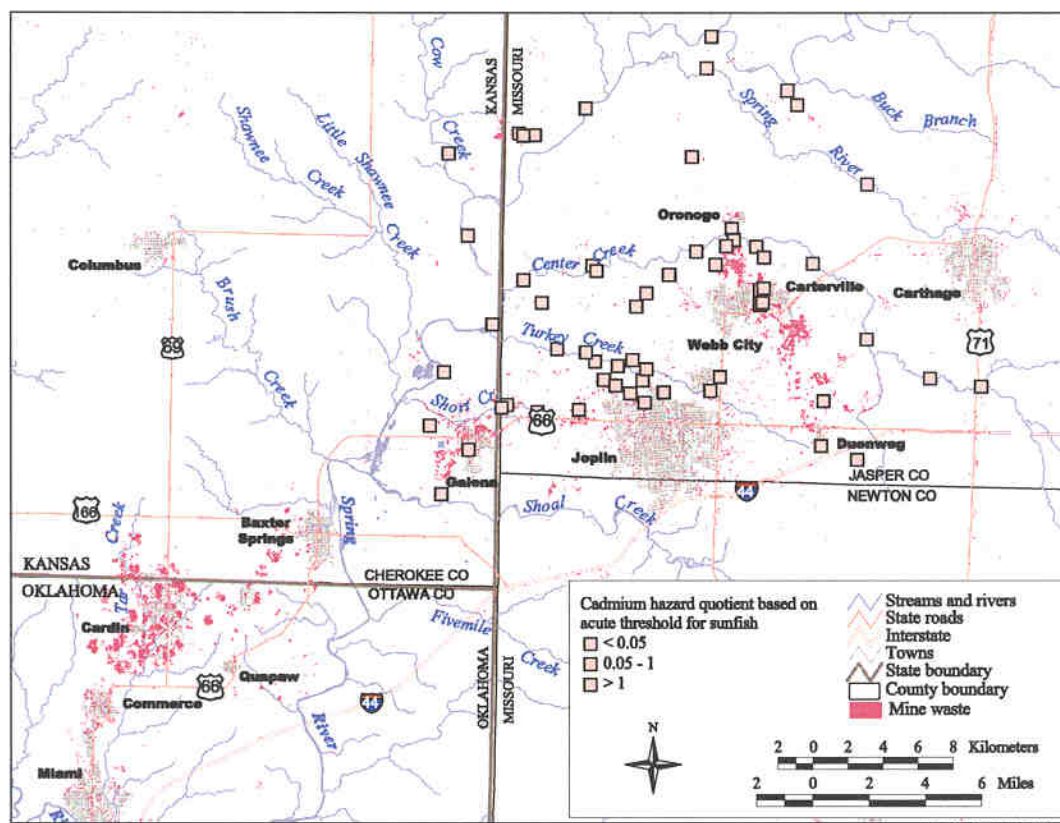 Cow
Creek
KANSAS
MISSOURI
Spring
River
Buck
Branch
Shawnee
Creek
Little
Shawnee
Creek
Oronogo
Columbus
Center Creek
Carterville
Carthage
Brush
Creek
69
71
Turkey Creek
Webb City
Short Cr
66
Joplin
Duenweg
Galena
JASPER CO
NEWTON CO
44
Shoal
Creek
66
Creek
Tar
Baxter
Springs
Spring
River
KANSAS
OKLAHOMA
CHEROKEE CO
OTTAWA CO
Fivemile
Creek
Cardin
Quapaw
66
Commerce
44
OKLAHOMA
MISSOURI
Miami
Cadmium hazard quotient based on
acute threshold for sunfish
< 0.05
0.05 - 1
> 1
Streams and rivers
State roads
Interstate
Towns
State boundary
County boundary
Mine waste
N
2 0 2 4 6 8 Kilometers
2 0 2 4 6 Miles